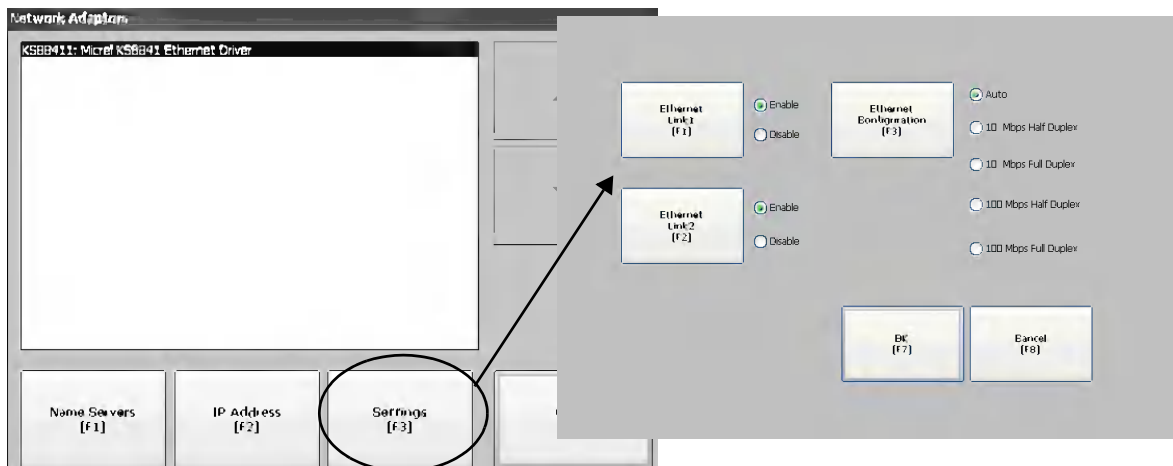 Network Adapters
KS88411: Micrel KS8841 Ethernet Driver
Name Servers
[F1]
IP Address
[F2]
Settings
[F3]
Ethernet
Link1
[F1]
Enable
Disable
Ethernet
Link2
[F2]
Enable
Disable
Ethernet
[F3]
Auto
10 Mbps Half Duplex
10 Mbps Full Duplex
100 Mbps Half Duplex
100 Mbps Full Duplex
OK
[F7]
Cancel
[F8]